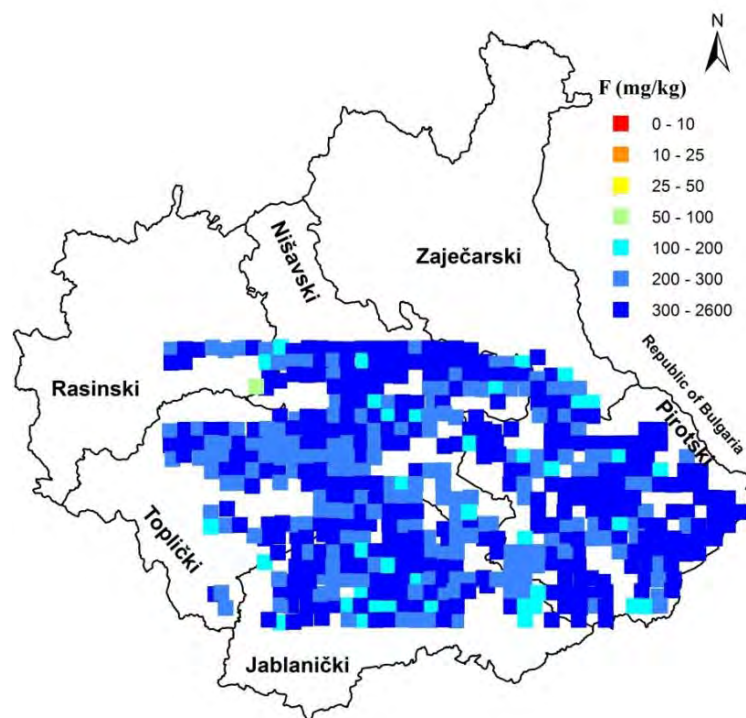 N
F (mg/kg)
0 - 10
10 - 25
25 - 50
50 - 100
100 - 200
200 - 300
300 - 2600
Nišavski
Zaječarski
Republic of Bulgaria
Rasinski
Pirotski
Toplički
Jablanički